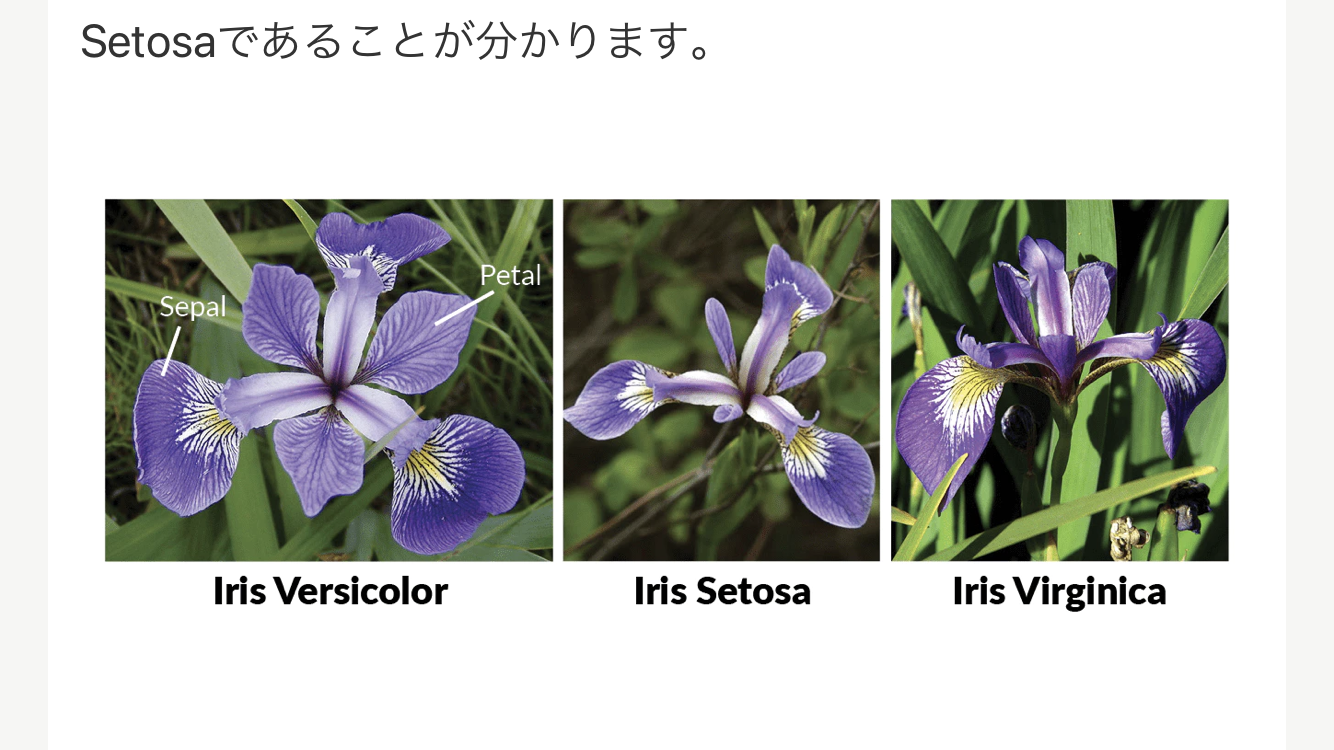 Setosaであることが分かります。
Sepal
Petal
Iris Versicolor
Iris Setosa
Iris Virginica